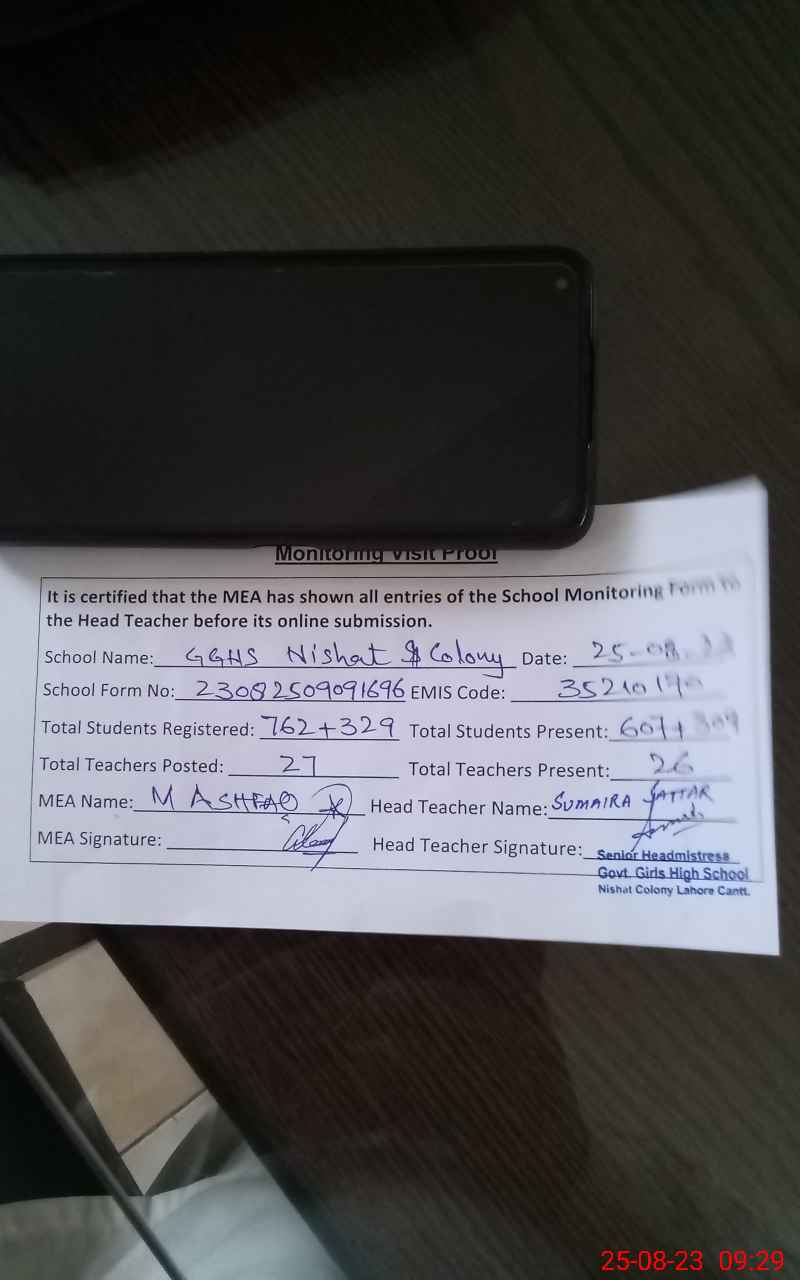 Monitoring Visit Proof
It is certified that the MEA has shown all entries of the School Monitoring Form to
the Head Teacher before its online submission.
School Name: GGHS Nishat Colony Date: 25-08-23
School Form No: 23082509091696 EMIS Code: 35210190
Total Students Registered: 762+329 Total Students Present: 607+309
Total Teachers Posted: 27 Total Teachers Present: 26
MEA Name: M ASHFAQ Head Teacher Name: SUMAIRA SATTAR
MEA Signature: Head Teacher Signature:
Senior Headmistress
Govt. Girls High School
Nishat Colony Lahore Cantt.
25-08-23 09:29